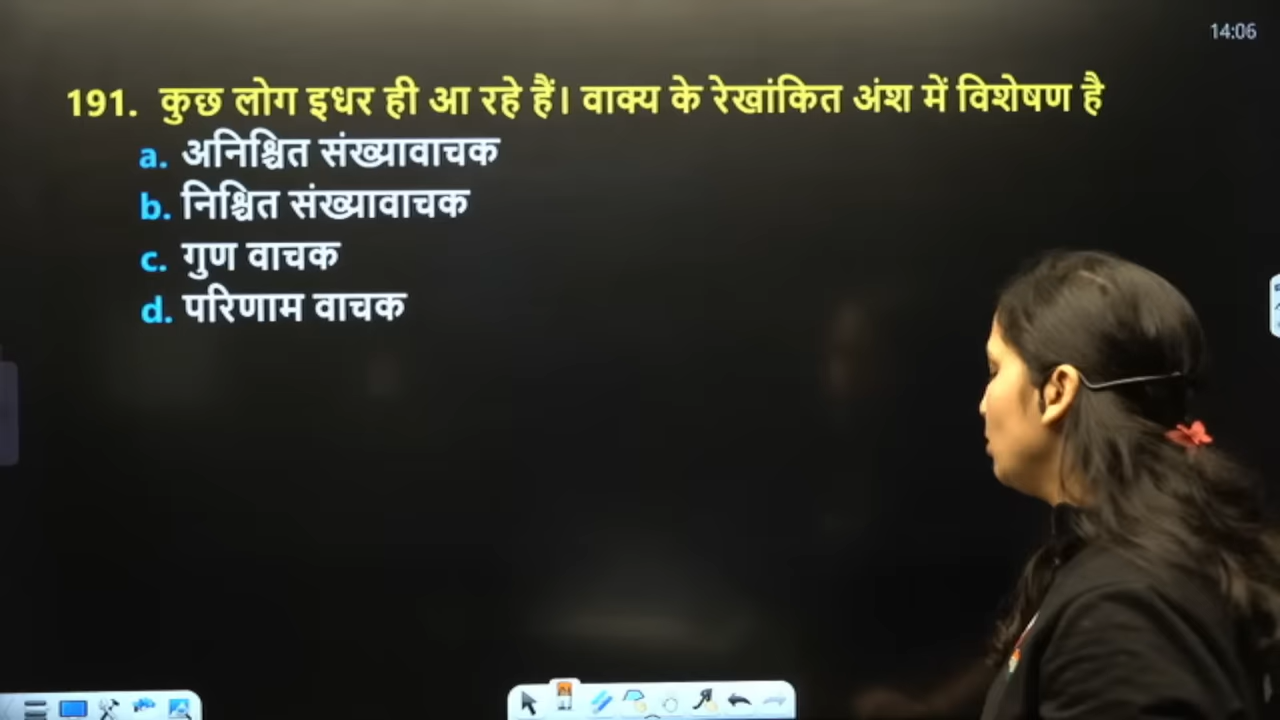 14:06
191. कुछ लोग इधर ही आ रहे हैं। वाक्य के रेखांकित अंश में विशेषण है
a. अनिश्चित संख्यावाचक
b. निश्चित संख्यावाचक
c. गुण वाचक
d. परिणाम वाचक